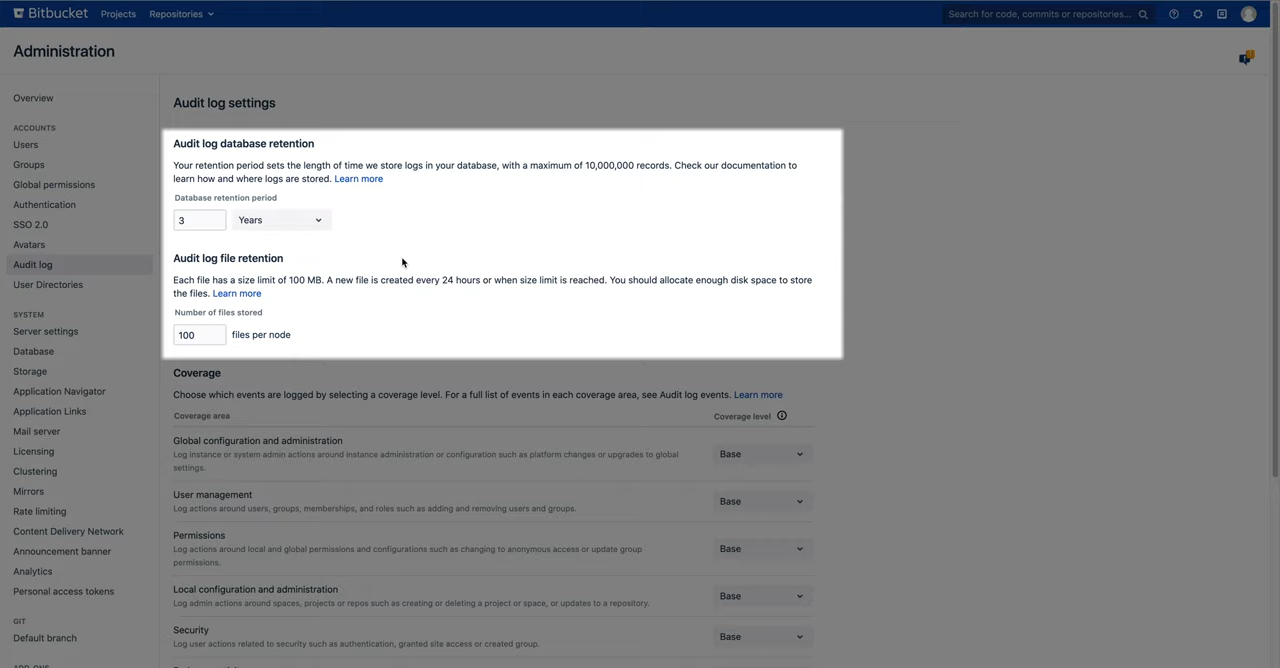 Bitbucket Projects Repositories Search for code, commits or repositories...
Administration
Overview
ACCOUNTS
Users
Groups
Global permissions
Authentication
SSO 2.0
Avatars
Audit log
User Directories
SYSTEM
Server settings
Database
Storage
Application Navigator
Application Links
Mail server
Licensing
Clustering
Mirrors
Rate limiting
Content Delivery Network
Announcement banner
Analytics
Personal access tokens
GIT
Default branch
Audit log settings
Audit log database retention
Your retention period sets the length of time we store logs in your database, with a maximum of 10,000,000 records. Check our documentation to
learn how and where logs are stored. Learn more
Database retention period
3 Years
Audit log file retention
Each file has a size limit of 100 MB. A new file is created every 24 hours or when size limit is reached. You should allocate enough disk space to store
the files. Learn more
Number of files stored
100 files per node
Coverage
Choose which events are logged by selecting a coverage level. For a full list of events in each coverage area, see Audit log events. Learn more
Coverage area Coverage level
Global configuration and administration
Log instance or system admin actions around instance administration or configuration such as platform changes or upgrades to global
settings.
Base
User management
Log actions around users, groups, memberships, and roles such as adding and removing users and groups.
Base
Permissions
Log actions around local and global permissions and configurations such as changing to anonymous access or update group
permissions.
Base
Local configuration and administration
Log admin actions around spaces, projects or repos such as creating or deleting a project or space, or updates to a repository.
Base
Security
Log user actions related to security such as authentication, granted site access or created group.
Base